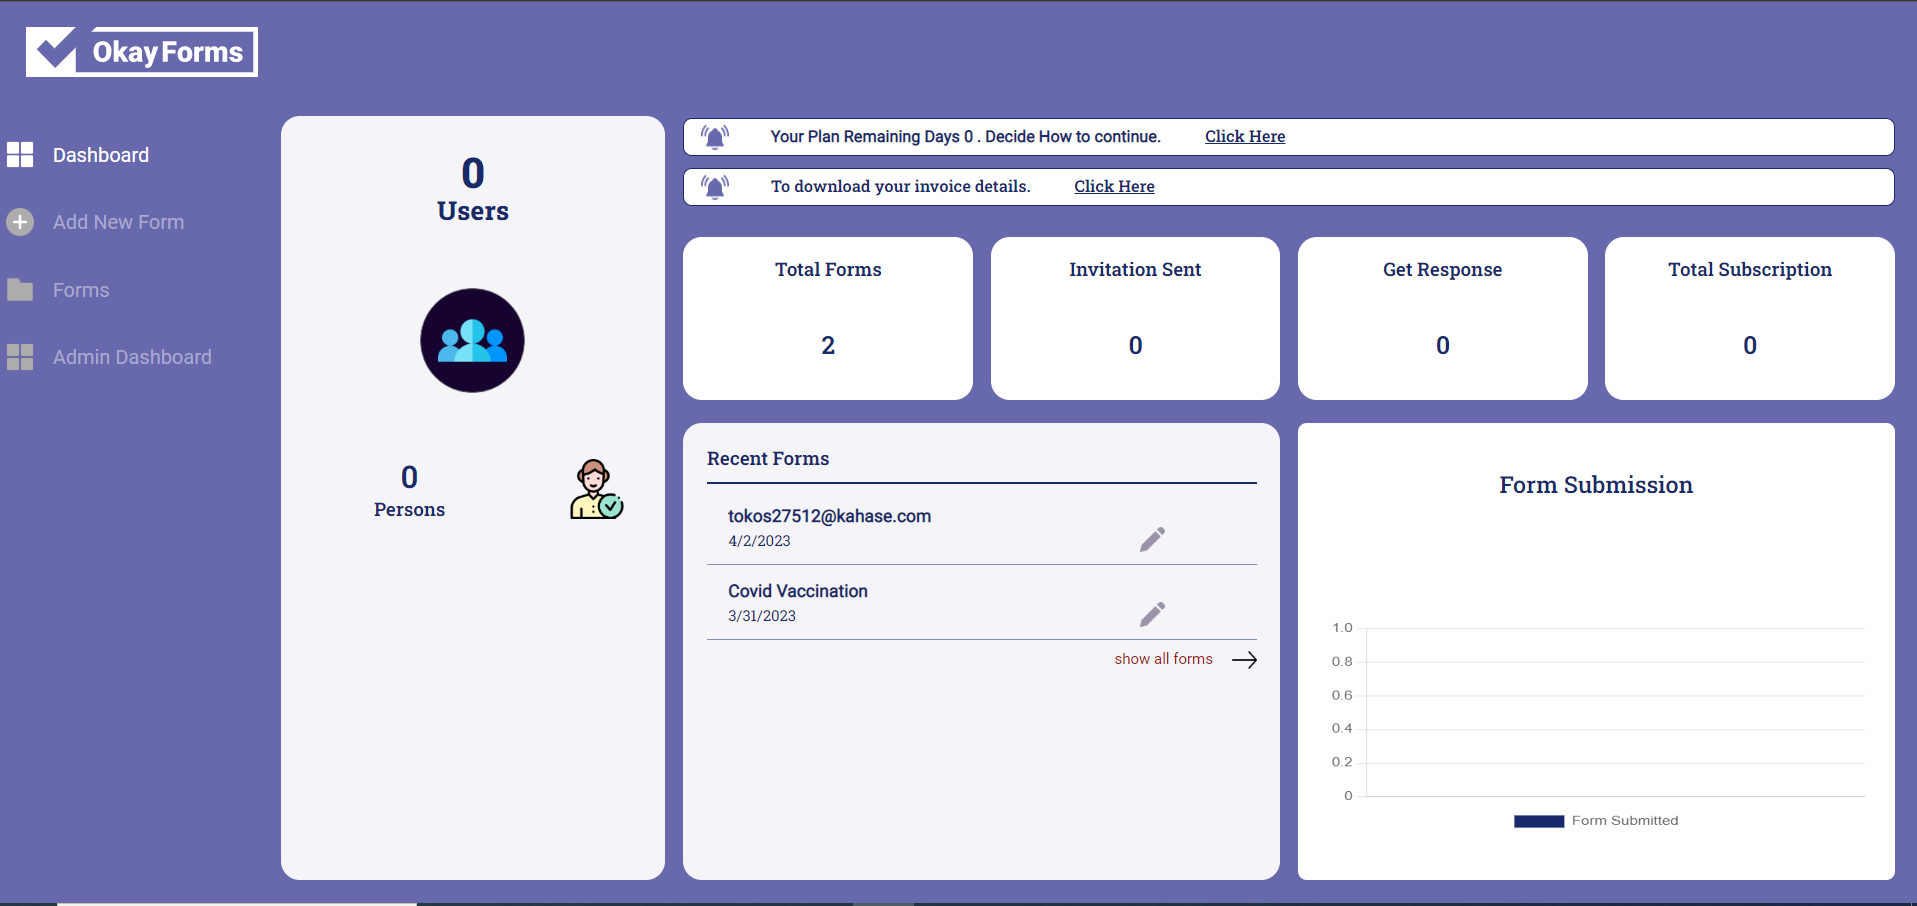 OkayForms
Dashboard
Add New Form
Forms
Admin Dashboard
0
Users
0
Persons
Your Plan Remaining Days 0 . Decide How to continue. Click Here
To download your invoice details. Click Here
Total Forms
2
Invitation Sent
0
Get Response
0
Total Subscription
0
Recent Forms
tokos27512@kahase.com
4/2/2023
Covid Vaccination
3/31/2023
show all forms
Form Submission
1.0
0.8
0.6
0.4
0.2
0
Form Submitted